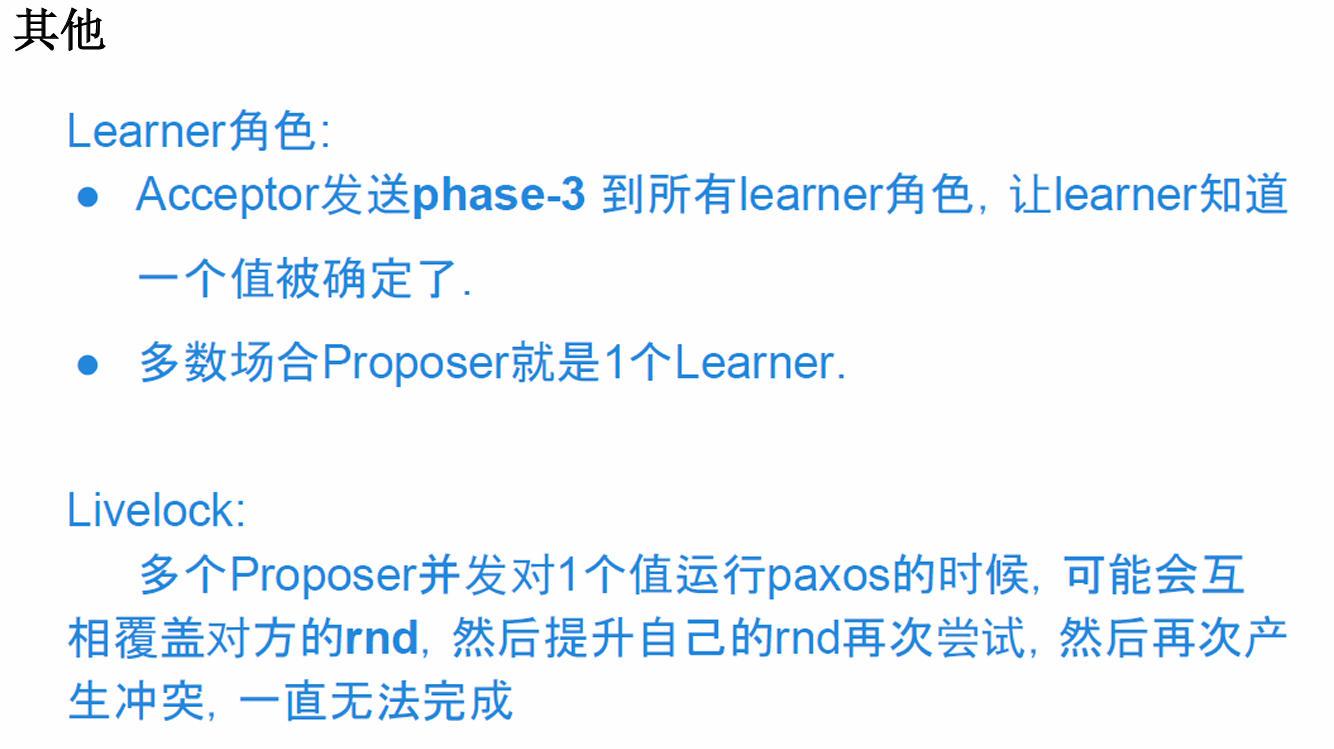 其他
Learner角色:
● Acceptor发送phase-3 到所有learner角色, 让learner知道
一个值被确定了.
● 多数场合Proposer就是1个Learner.
Livelock:
多个Proposer并发对1个值运行paxos的时候, 可能会互
相覆盖对方的rnd, 然后提升自己的rnd再次尝试, 然后再次产
生冲突, 一直无法完成